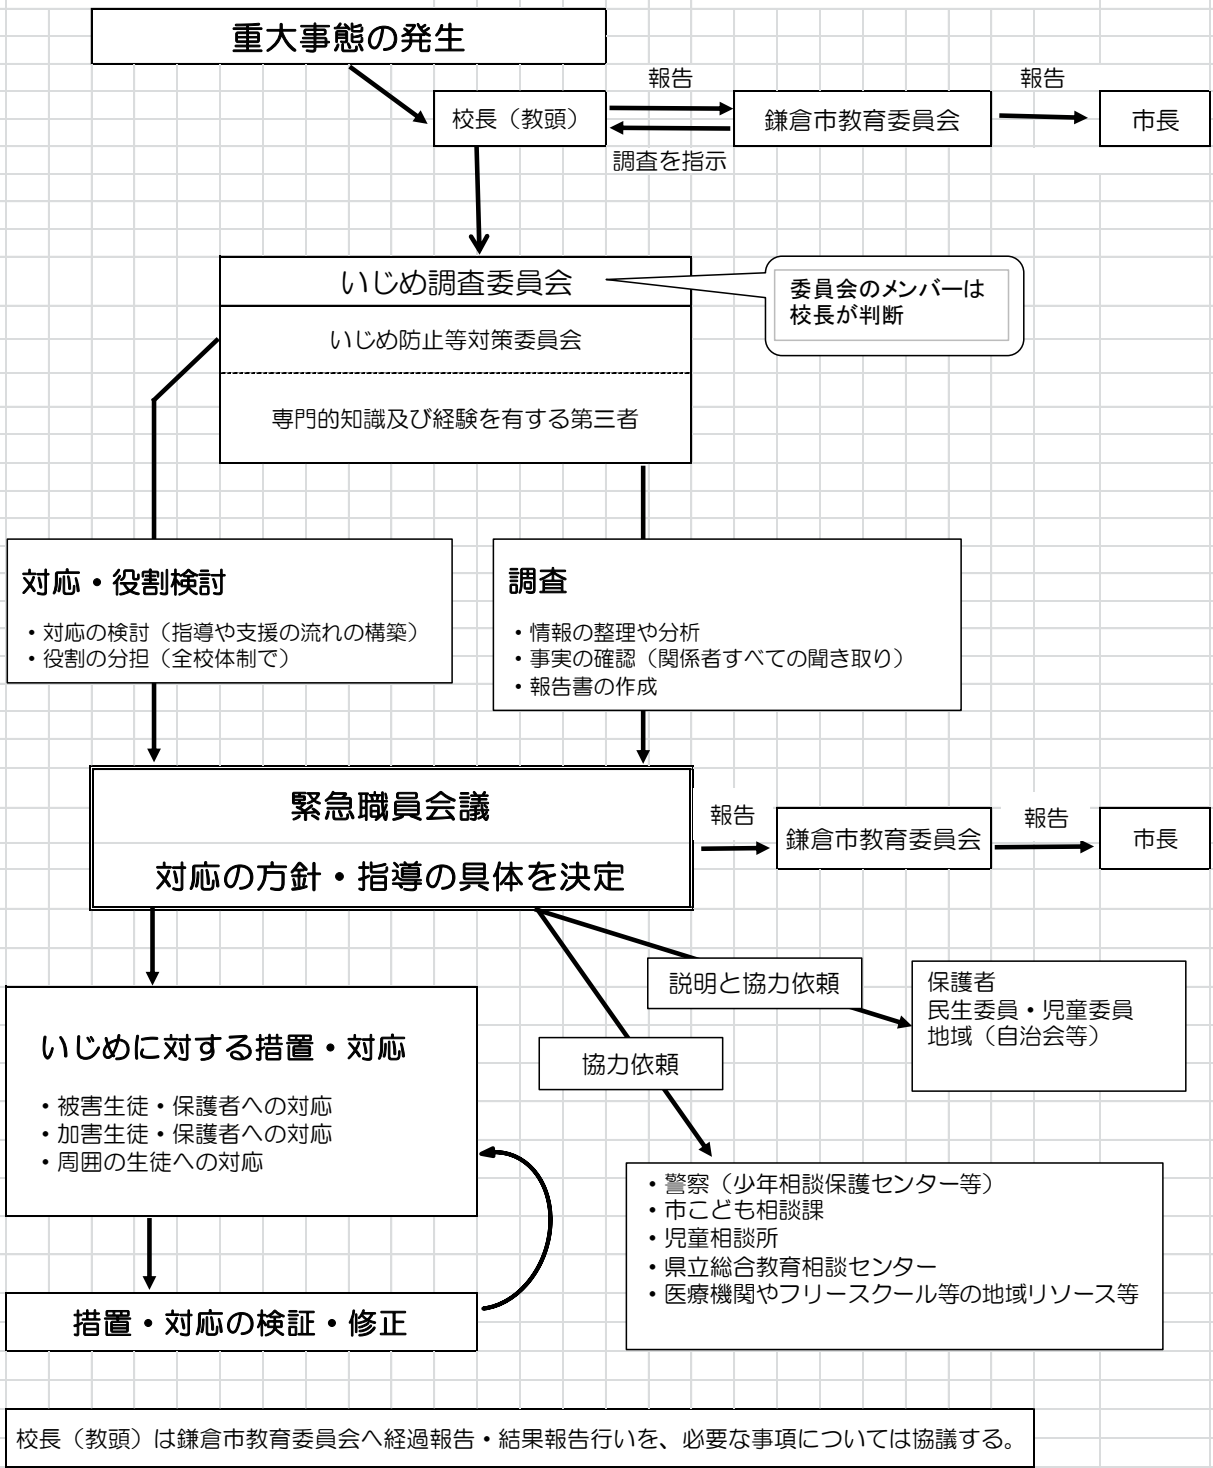 重大事態の発生
報告
報告
校長（教頭）
鎌倉市教育委員会
市長
調査を指示
いじめ調査委員会
委員会のメンバーは
校長が判断
いじめ防止等対策委員会
専門的知識及び経験を有する第三者
対応・役割検討
・対応の検討（指導や支援の流れの構築）
・役割の分担（全校体制で）
調査
・情報の整理や分析
・事実の確認（関係者すべての聞き取り）
・報告書の作成
緊急職員会議
対応の方針・指導の具体を決定
報告
鎌倉市教育委員会
報告
市長
説明と協力依頼
保護者
民生委員・児童委員
地域（自治会等）
協力依頼
いじめに対する措置・対応
・被害生徒・保護者への対応
・加害生徒・保護者への対応
・周囲の生徒への対応
・警察（少年相談保護センター等）
・市こども相談課
・児童相談所
・県立総合教育相談センター
・医療機関やフリースクール等の地域リソース等
措置・対応の検証・修正
校長（教頭）は鎌倉市教育委員会へ経過報告・結果報告行いを、必要な事項については協議する。